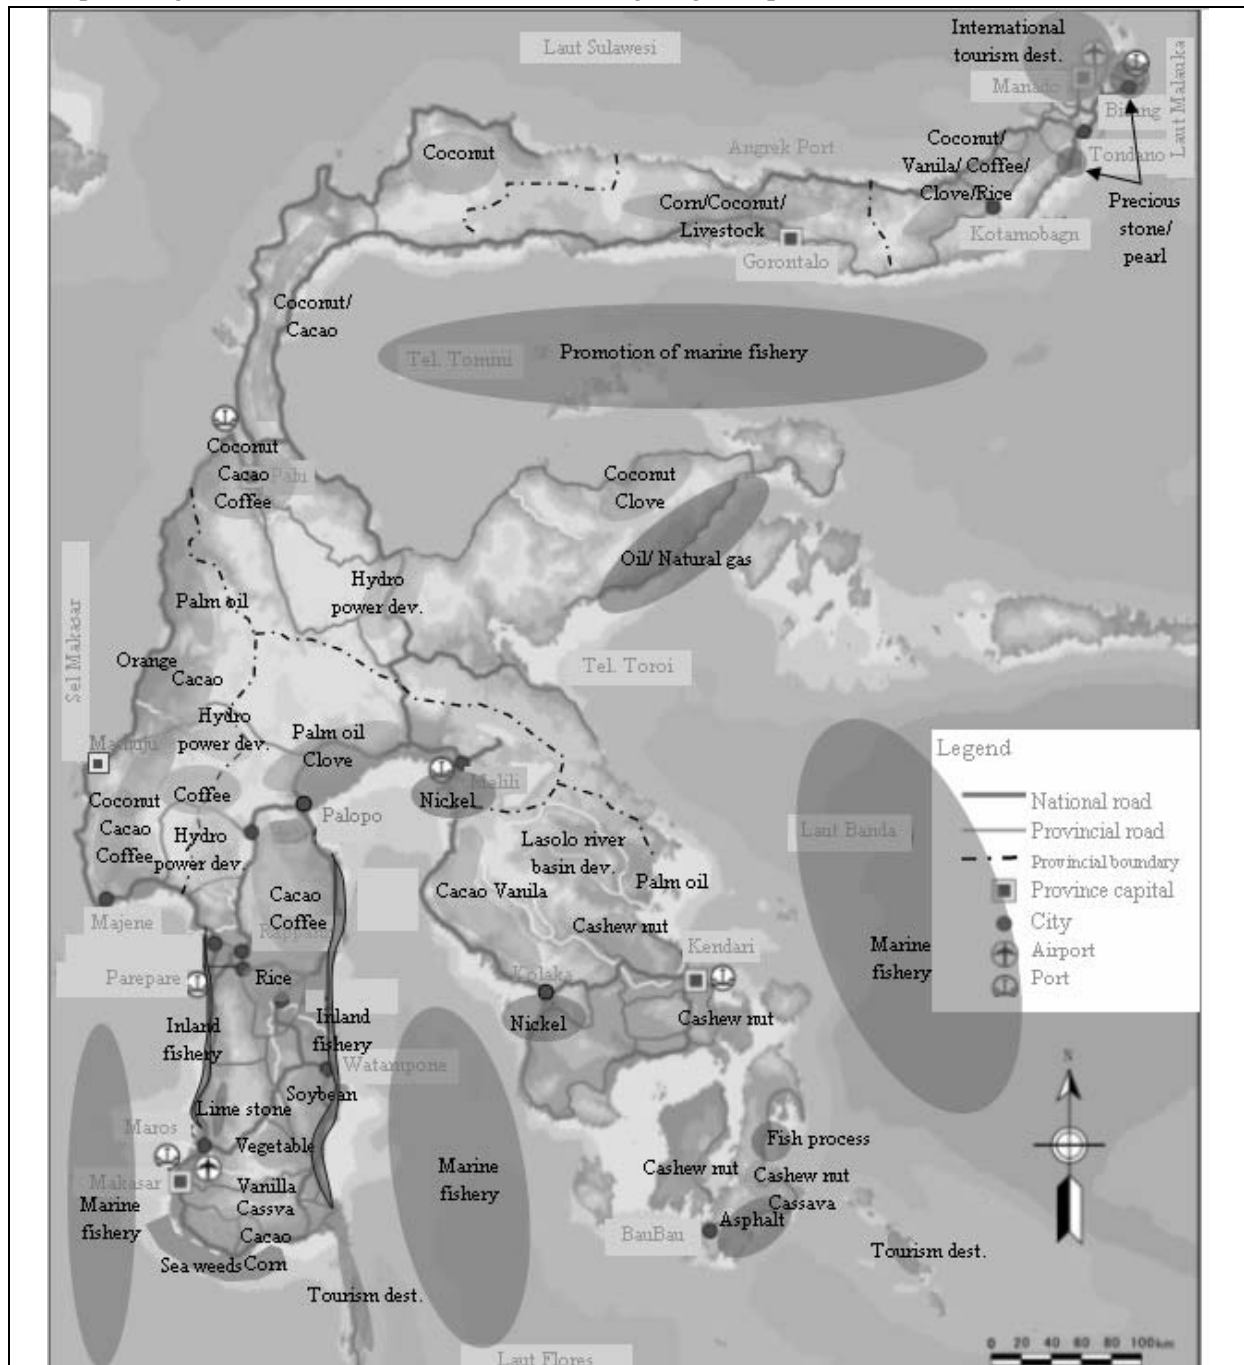 Laut Sulawesi
International
tourism dest.
Laut Malauka
Manado
Bitung
Coconut
Angrek Port
Coconut/
Vanila/ Coffee/
Clove/Rice
Tondano
Corn/Coconut/
Livestock
Precious
stone/
pearl
Kotamobagn
Gorontalo
Coconut/
Cacao
Tel. Tomini
Promotion of marine fishery
Coconut
Cacao
Coffee
Coconut
Clove
Oil/ Natural gas
Hydro
power dev.
Palm oil
Sel Makasar
Orange
Cacao
Tel. Toroi
Hydro
power dev.
Palm oil
Clove
Mamuju
Coffee
Malili
Nickel
Legend
National road
Provincial road
Provincial boundary
Province capital
City
Airport
Port
Palopo
Coconut
Cacao
Coffee
Hydro
power dev.
Laut Banda
Lasolo river
basin dev.
Palm oil
Cacao Vanila
Cacao
Coffee
Cashew nut
Majene
Kendari
Marine
fishery
Parepare
Rice
Kolaka
Nickel
Cashew nut
Inland
fishery
Inland
fishery
Watampone
Soybean
Lime stone
Maros
Vegetable
N
Fish process
Makasar
Marine
fishery
Vanilla
Cassva
Cacao
Corn
Marine
fishery
Cashew nut
Cashew nut
Cassava
Asphalt
BauBau
Sea weeds
Tourism dest.
Tourism dest.
0 20 40 60 80 100km
Laut Flores